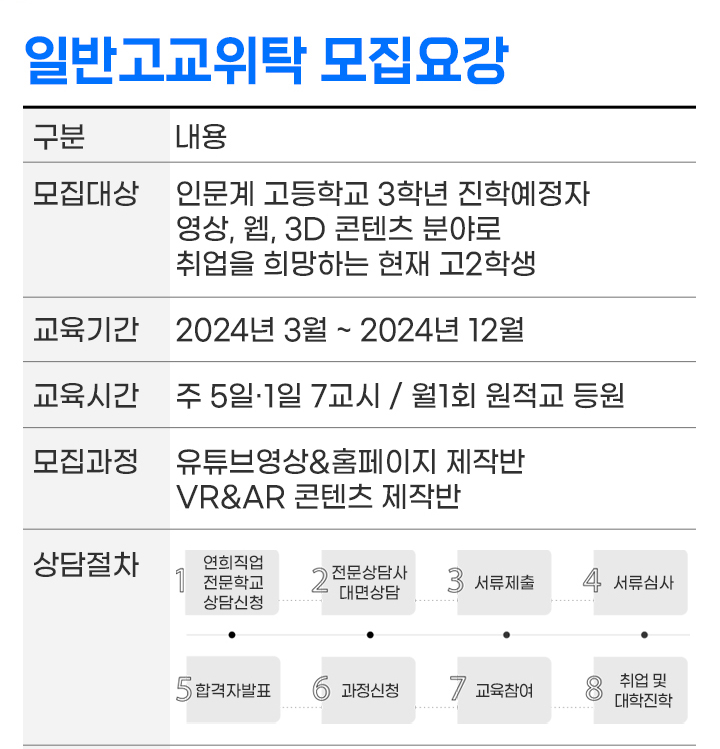 일반고교위탁 모집요강
구분 내용
모집대상 인문계 고등학교 3학년 진학예정자
영상, 웹, 3D 콘텐츠 분야로
취업을 희망하는 현재 고2학생
교육기간 2024년 3월 ~ 2024년 12월
교육시간 주 5일·1일 7교시 / 월1회 원적교 등원
모집과정 유튜브영상&홈페이지 제작반
VR&AR 콘텐츠 제작반
상담절차
1 연희직업
전문학교
상담신청
2 전문상담사
대면상담
3 서류제출
4 서류심사
5 합격자발표
6 과정신청
7 교육참여
8 취업 및
대학진학